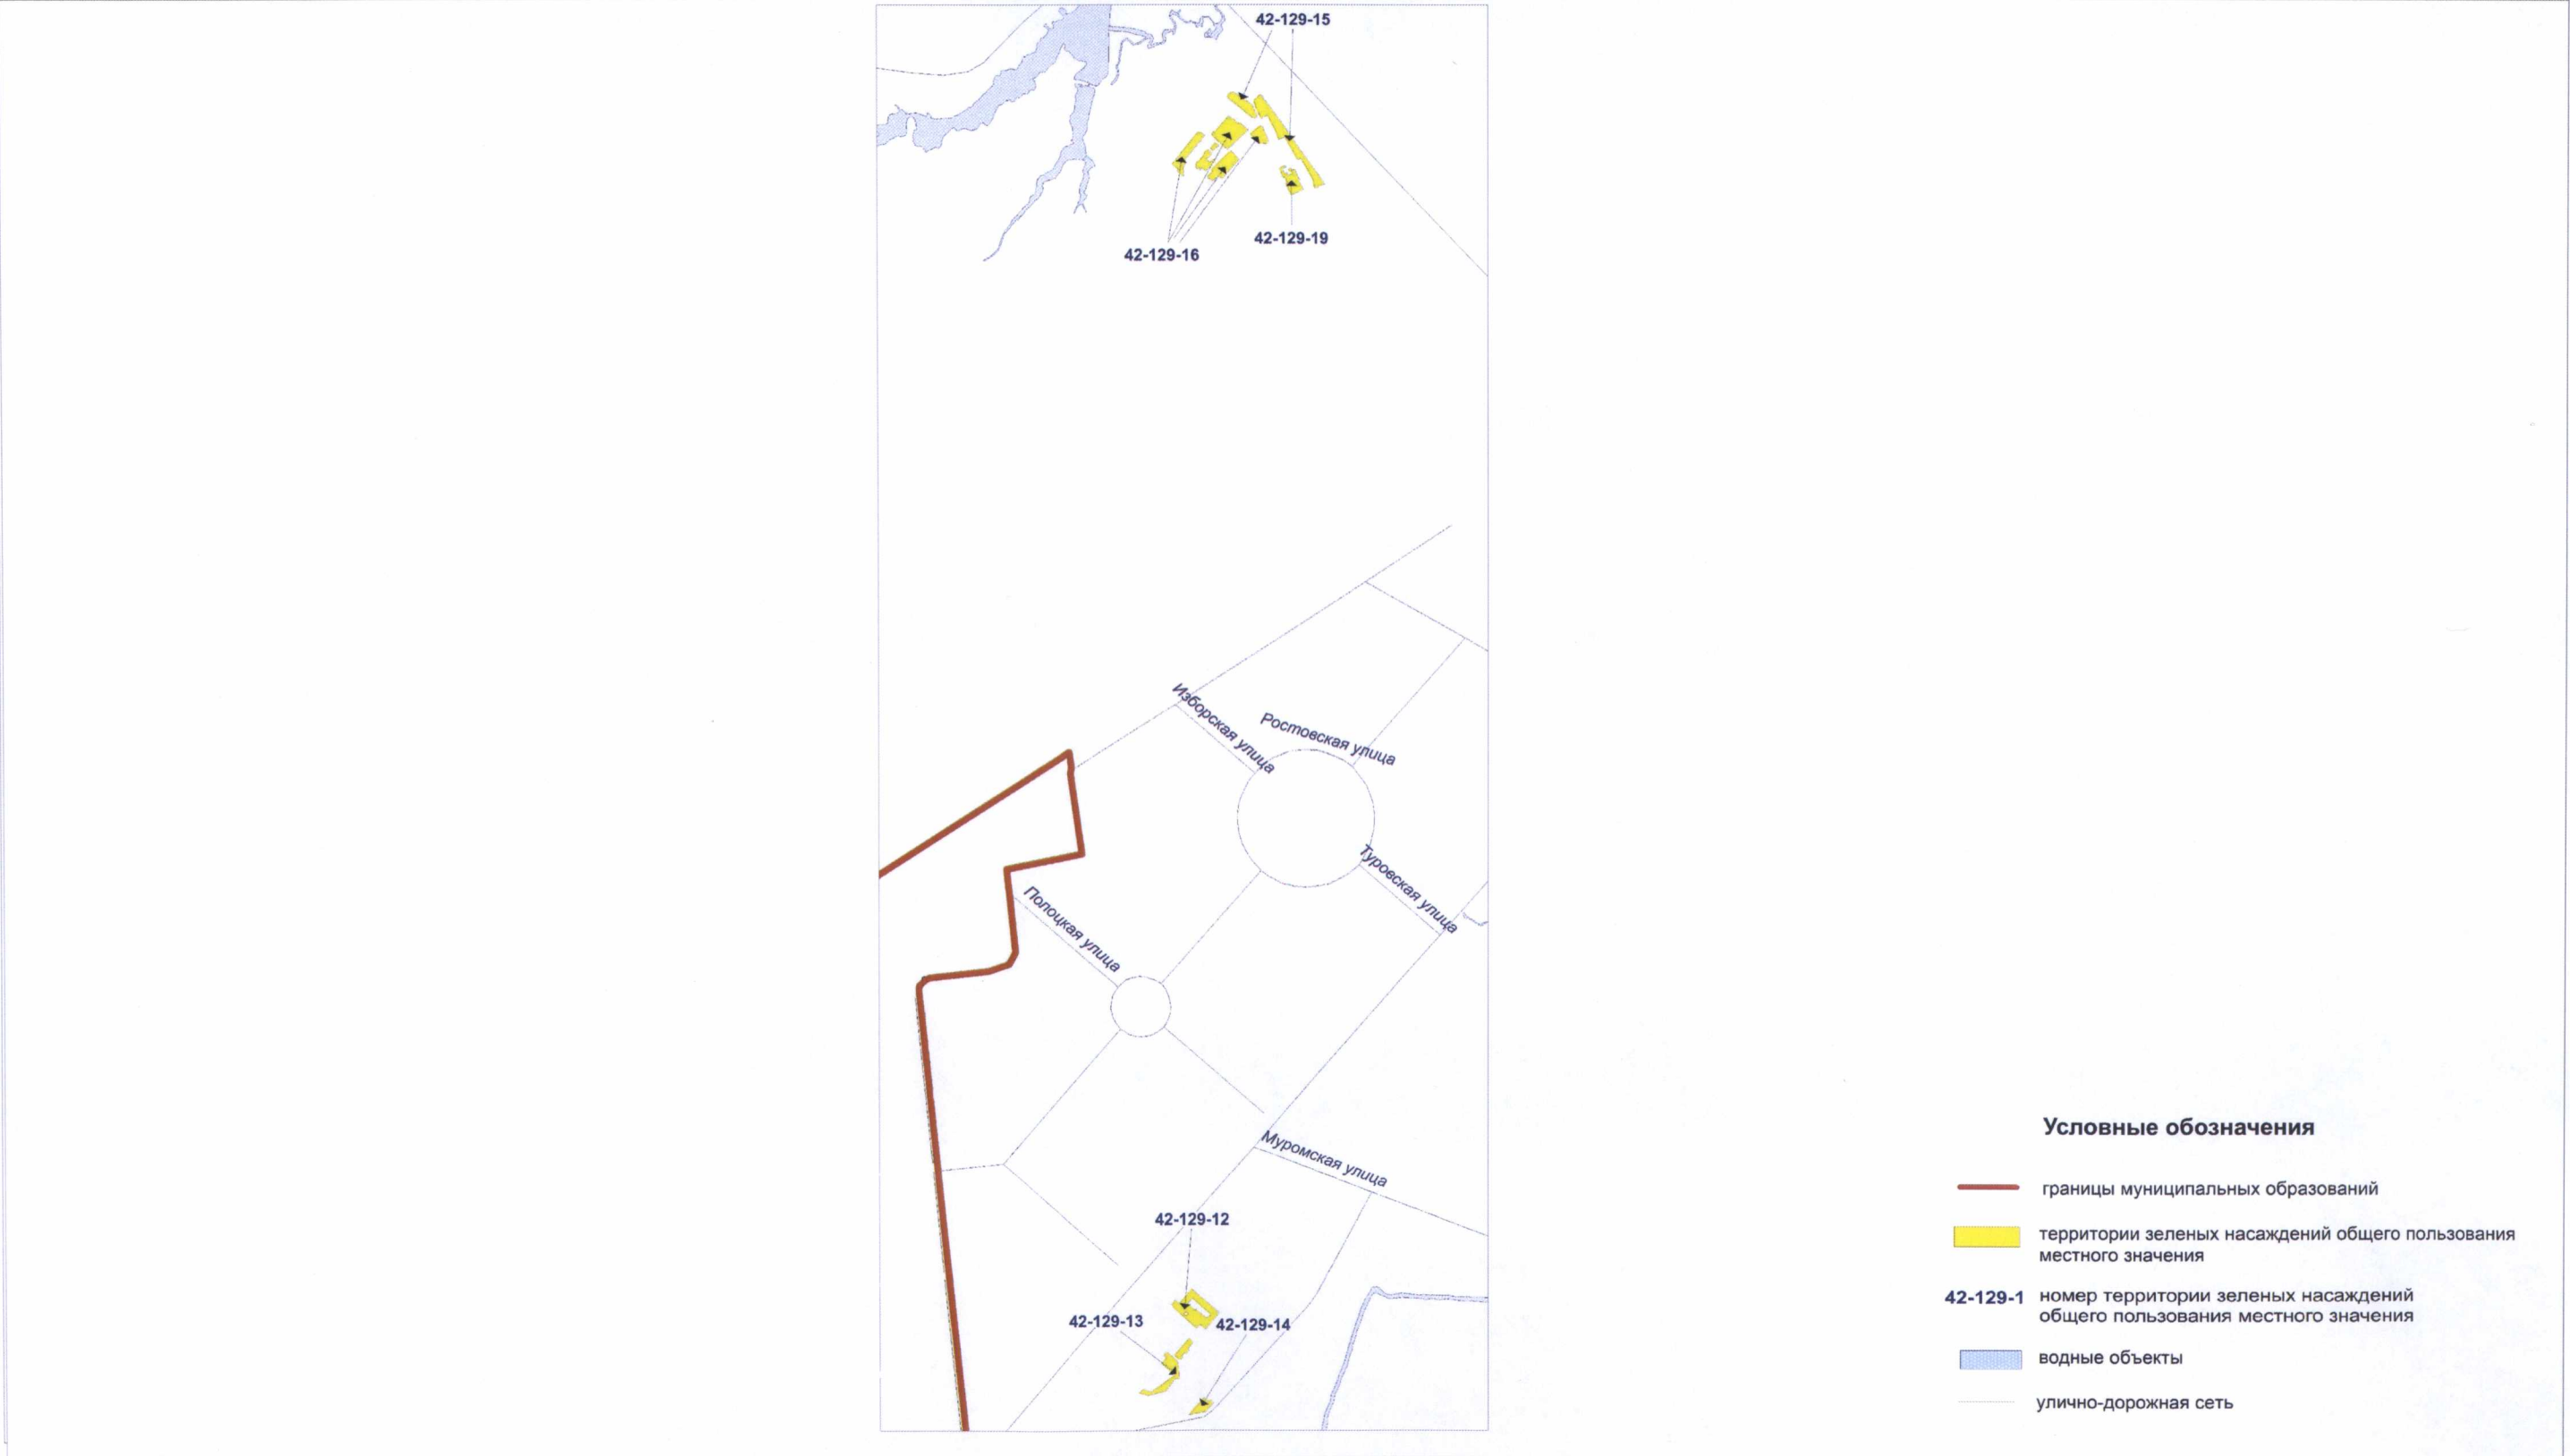 42-129-15
42-129-19
42-129-16
Изборская улица
Ростовская улица
Туровская улица
Полоцкая улица
Муромская улица
42-129-12
42-129-13
42-129-14
Условные обозначения
границы муниципальных образований
территории зеленых насаждений общего пользования
местного значения
42-129-1 номер территории зеленых насаждений
общего пользования местного значения
водные объекты
улично-дорожная сеть